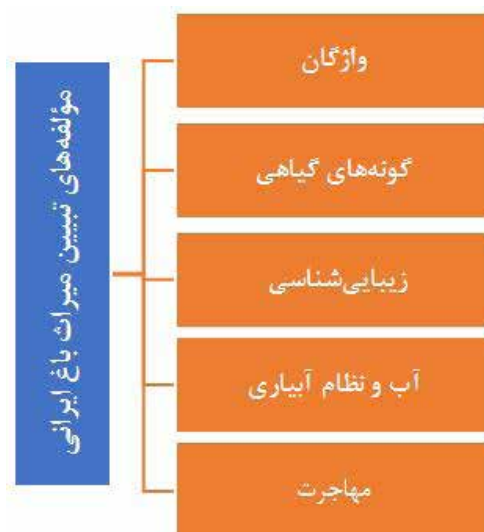 مؤلفه‌های تبیین میراث باغ ایرانی
واژگان
گونه‌های گیاهی
زیبایی‌شناسی
آب و نظام آبیاری
مهاجرت